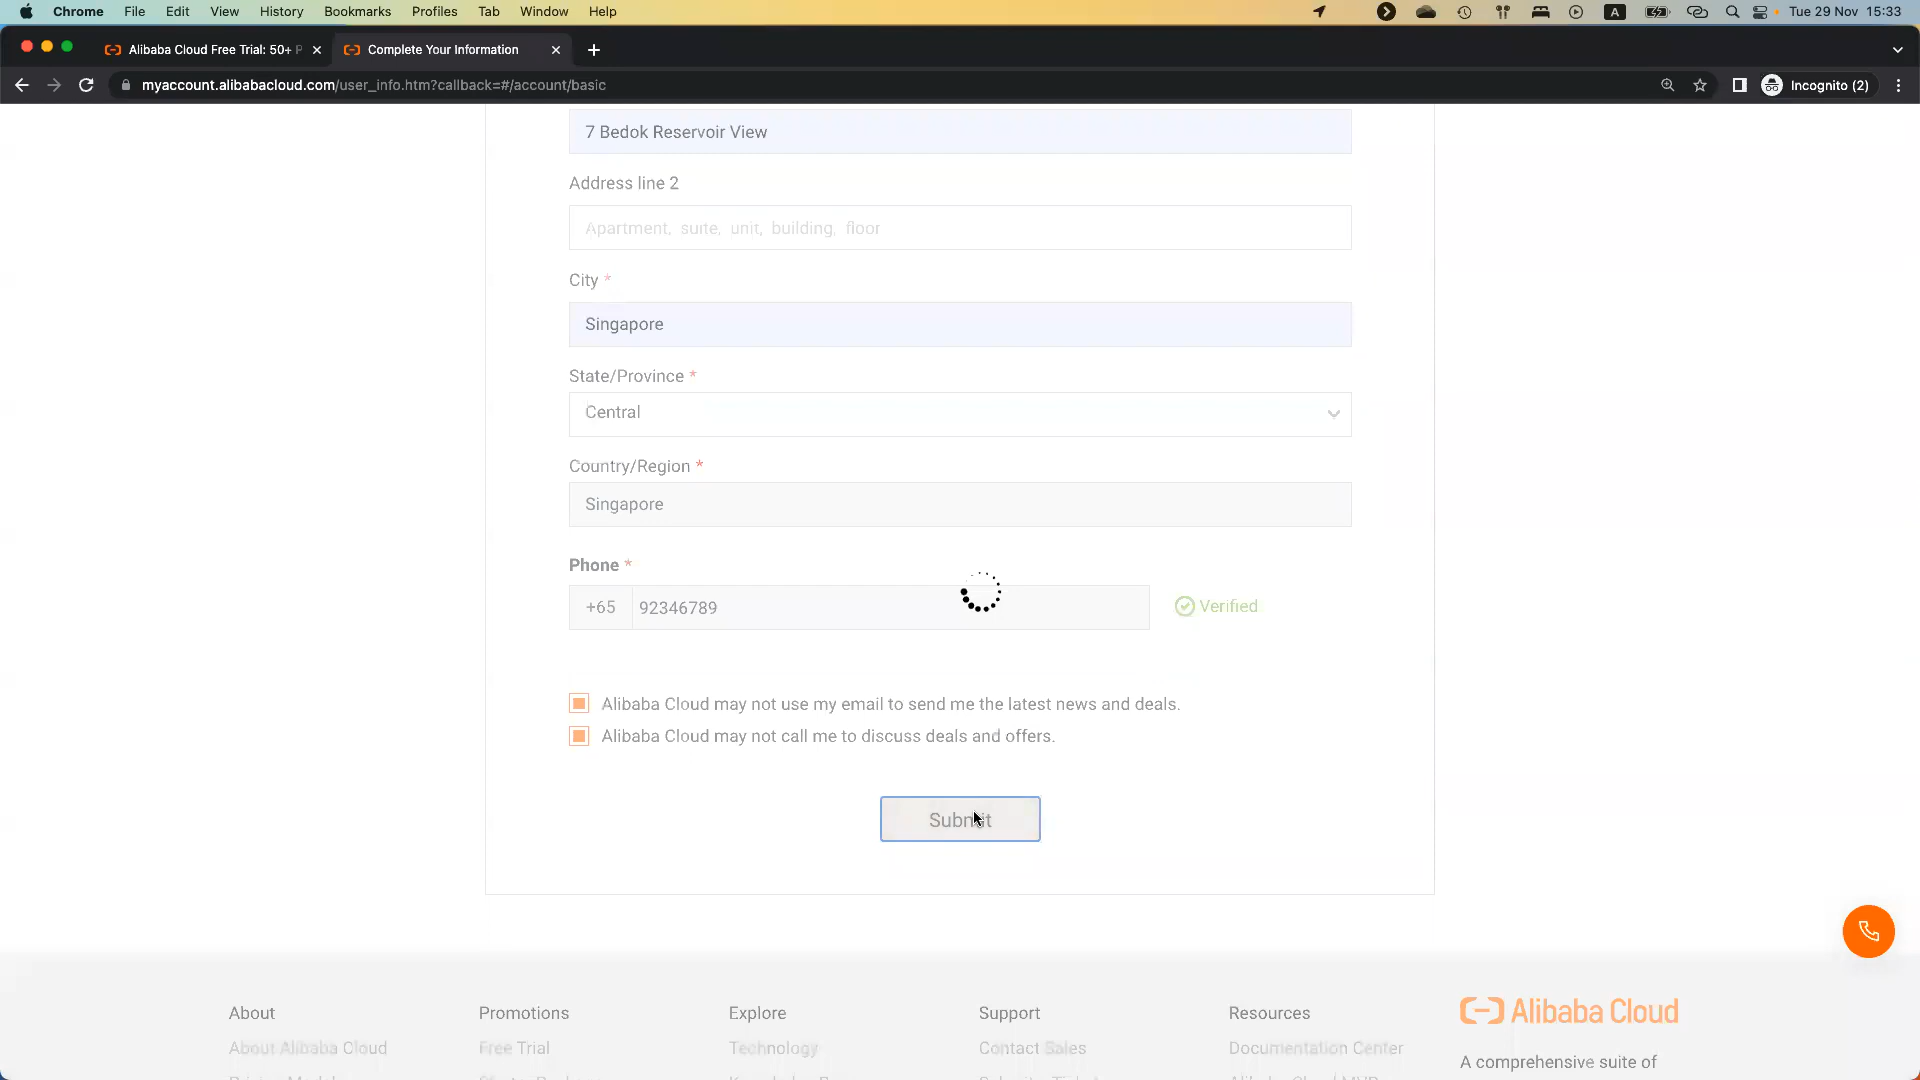 Chrome File Edit View History Bookmarks Profiles Tab Window Help A Tue 29 Nov 15:33
Alibaba Cloud Free Trial: 50+ P Complete Your Information
myaccount.alibabacloud.com/user_info.htm?callback=#/account/basic Incognito (2)
7 Bedok Reservoir View
Address line 2
Apartment, suite, unit, building, floor
City *
Singapore
State/Province *
Central
Country/Region *
Singapore
Phone *
+65 92346789 Verified
Alibaba Cloud may not use my email to send me the latest news and deals.
Alibaba Cloud may not call me to discuss deals and offers.
Submit
About Promotions Explore Support Resources Alibaba Cloud
About Alibaba Cloud Free Trial Technology Contact Sales Documentation Center
A comprehensive suite of